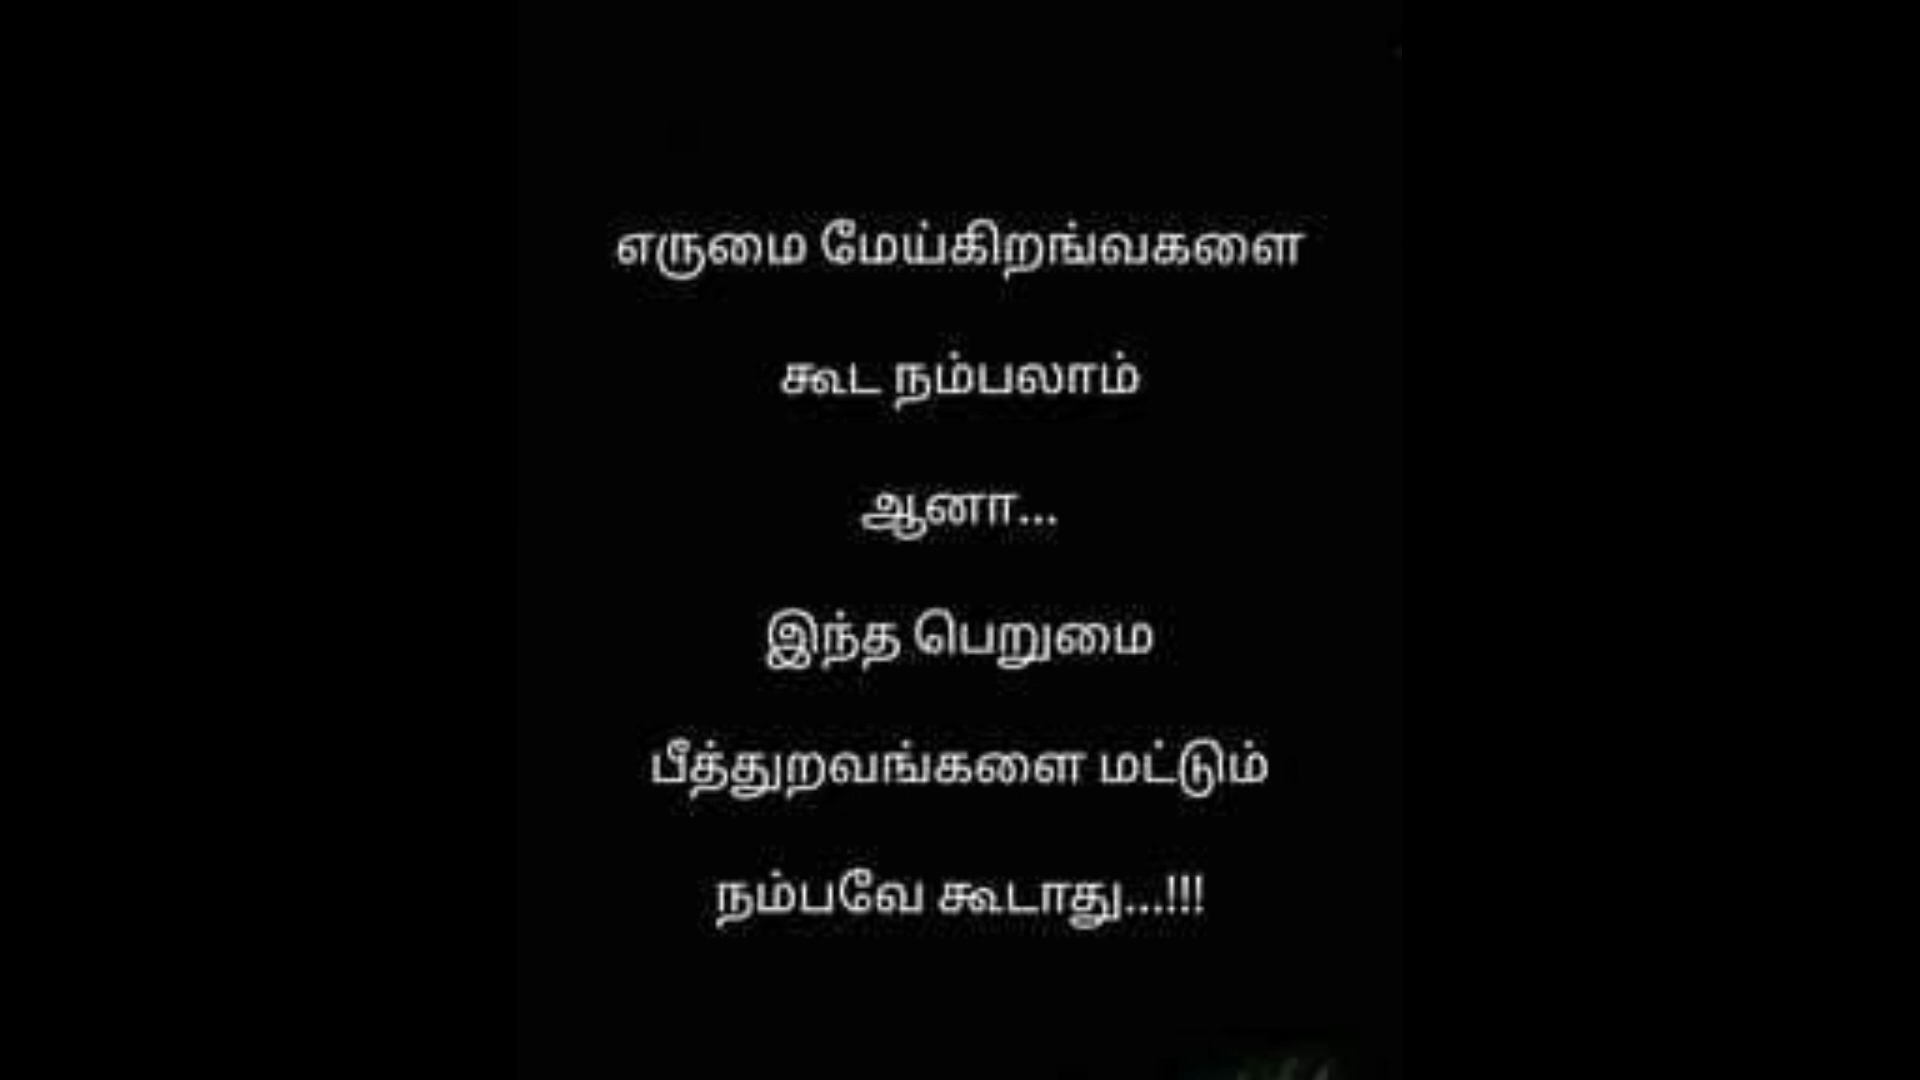 எருமை மேய்கிறங்வகளை
கூட நம்பலாம்
ஆனா...
இந்த பெறுமை
பீத்துறவங்களை மட்டும்
நம்பவே கூடாது...!!!